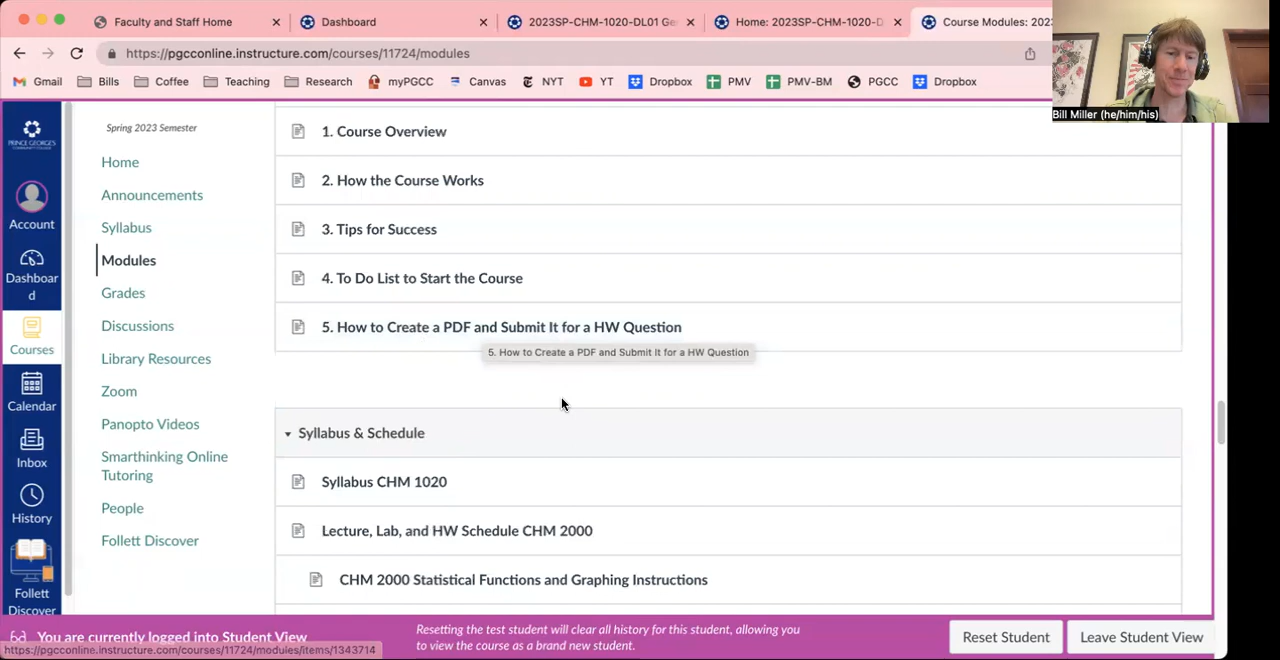 Faculty and Staff Home
Dashboard
2023SP-CHM-1020-DL01 Ge
Home: 2023SP-CHM-1020-D
Course Modules: 202
https://pgcconline.instructure.com/courses/11724/modules
Gmail
Bills
Coffee
Teaching
Research
myPGCC
Canvas
NYT
YT
Dropbox
PMV
PMV-BM
PGCC
Dropbox
Bill Miller (he/him/his)
PRINCE GEORGE'S
COMMUNITY COLLEGE
Account
Dashboar
d
Courses
Calendar
Inbox
History
Follett
Discover
Spring 2023 Semester
Home
Announcements
Syllabus
Modules
Grades
Discussions
Library Resources
Zoom
Panopto Videos
Smarthinking Online
Tutoring
People
Follett Discover
1. Course Overview
2. How the Course Works
3. Tips for Success
4. To Do List to Start the Course
5. How to Create a PDF and Submit It for a HW Question
5. How to Create a PDF and Submit It for a HW Question
Syllabus & Schedule
Syllabus CHM 1020
Lecture, Lab, and HW Schedule CHM 2000
CHM 2000 Statistical Functions and Graphing Instructions
You are currently logged into Student View
Resetting the test student will clear all history for this student, allowing you
to view the course as a brand new student.
Reset Student
Leave Student View
https://pgcconline.instructure.com/courses/11724/modules/items/1343714